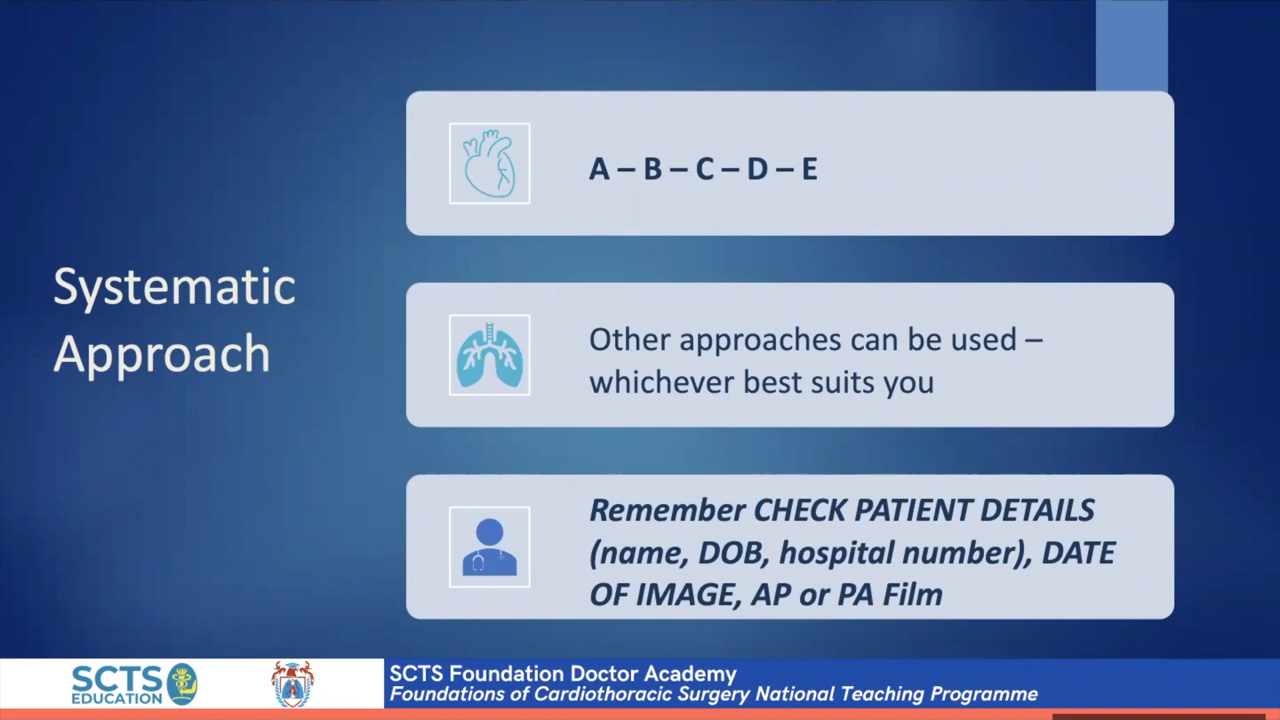 Systematic
Approach
A – B – C – D – E
Other approaches can be used –
whichever best suits you
Remember CHECK PATIENT DETAILS
(name, DOB, hospital number), DATE
OF IMAGE, AP or PA Film
SCTS
EDUCATION
SCTS Foundation Doctor Academy
Foundations of Cardiothoracic Surgery National Teaching Programme